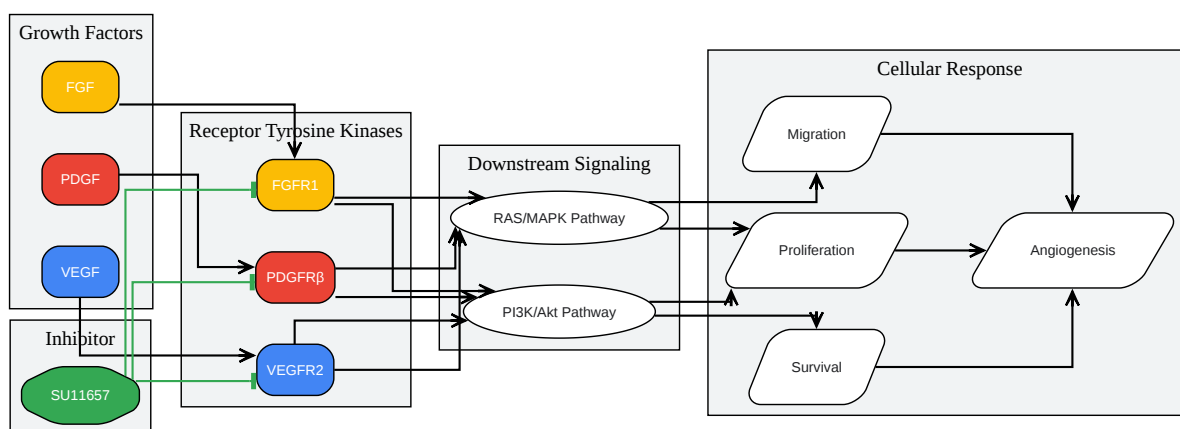 Growth Factors
FGF
PDGF
VEGF
Inhibitor
SU11657
Receptor Tyrosine Kinases
FGFR1
PDGFRβ
VEGFR2
Downstream Signaling
RAS/MAPK Pathway
PI3K/Akt Pathway
Cellular Response
Migration
Proliferation
Angiogenesis
Survival